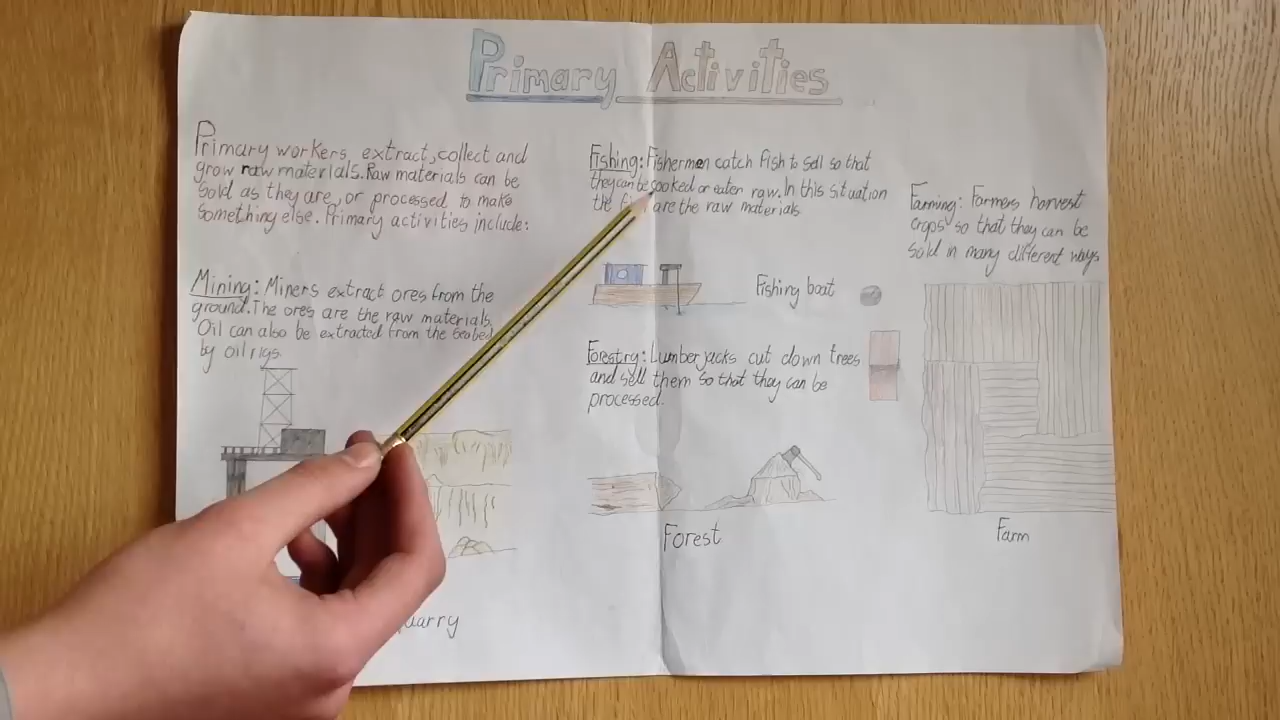 Primary Activities
Primary workers extract, collect and
grow raw materials. Raw materials can be
sold as they are, or processed to make
something else. Primary activities include:
Mining: Miners extract ores from the
ground. The ores are the raw materials.
Oil can also be extracted from the seabed
by oil rigs.
Fishing: Fishermen catch fish to sell so that
they can be cooked or eaten raw. In this situation
the are the raw materials.
Fishing boat
Forestry: Lumberjacks cut down trees
and sell them so that they can be
processed.
Forest
Farming: Farmers harvest
crops so that they can be
sold in many different ways
Farm